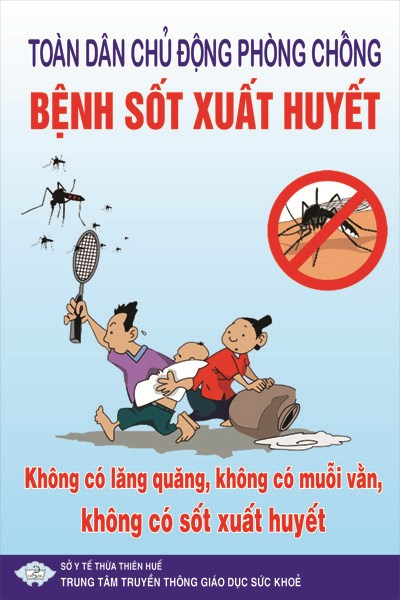 TOÀN DÂN CHỦ ĐỘNG PHÒNG CHỐNG
BỆNH SỐT XUẤT HUYẾT
Không có lăng quăng, không có muỗi vằn,
không có sốt xuất huyết
SỞ Y TẾ THỪA THIÊN HUẾ
TRUNG TÂM TRUYỀN THÔNG GIÁO DỤC SỨC KHOẺ